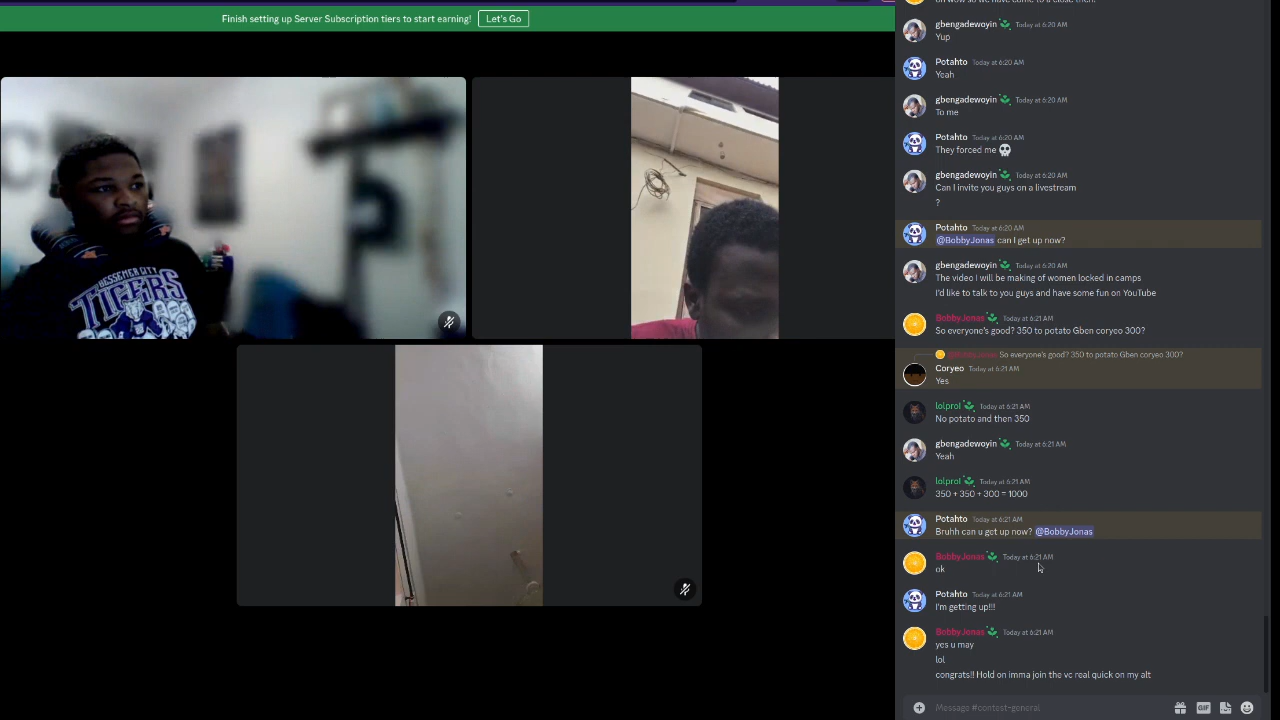 Finish setting up Server Subscription tiers to start earning!
Let's Go
BESSEMER CITY
TIGERS
gbengadewoyin Today at 6:20 AM
Yup
Potahto Today at 6:20 AM
Yeah
gbengadewoyin Today at 6:20 AM
To me
Potahto Today at 6:20 AM
They forced me 💀
gbengadewoyin Today at 6:20 AM
Can I invite you guys on a livestream
?
Potahto Today at 6:20 AM
@BobbyJonas can I get up now?
gbengadewoyin Today at 6:20 AM
The video I will be making of women locked in camps
I'd like to talk to you guys and have some fun on YouTube
BobbyJonas Today at 6:21 AM
So everyone's good? 350 to potato Gben coryeo 300?
@BobbyJonas So everyone's good? 350 to potato Gben coryeo 300?
Coryeo Today at 6:21 AM
Yes
lolprol Today at 6:21 AM
No potato and then 350
gbengadewoyin Today at 6:21 AM
Yeah
lolprol Today at 6:21 AM
350 + 350 + 300 = 1000
Potahto Today at 6:21 AM
Bruhh can u get up now? @BobbyJonas
BobbyJonas Today at 6:21 AM
ok
Potahto Today at 6:21 AM
I'm getting up!!!
BobbyJonas Today at 6:21 AM
yes u may
lol
congrats!! Hold on imma join the vc real quick on my alt
Message #contest-general
GIF